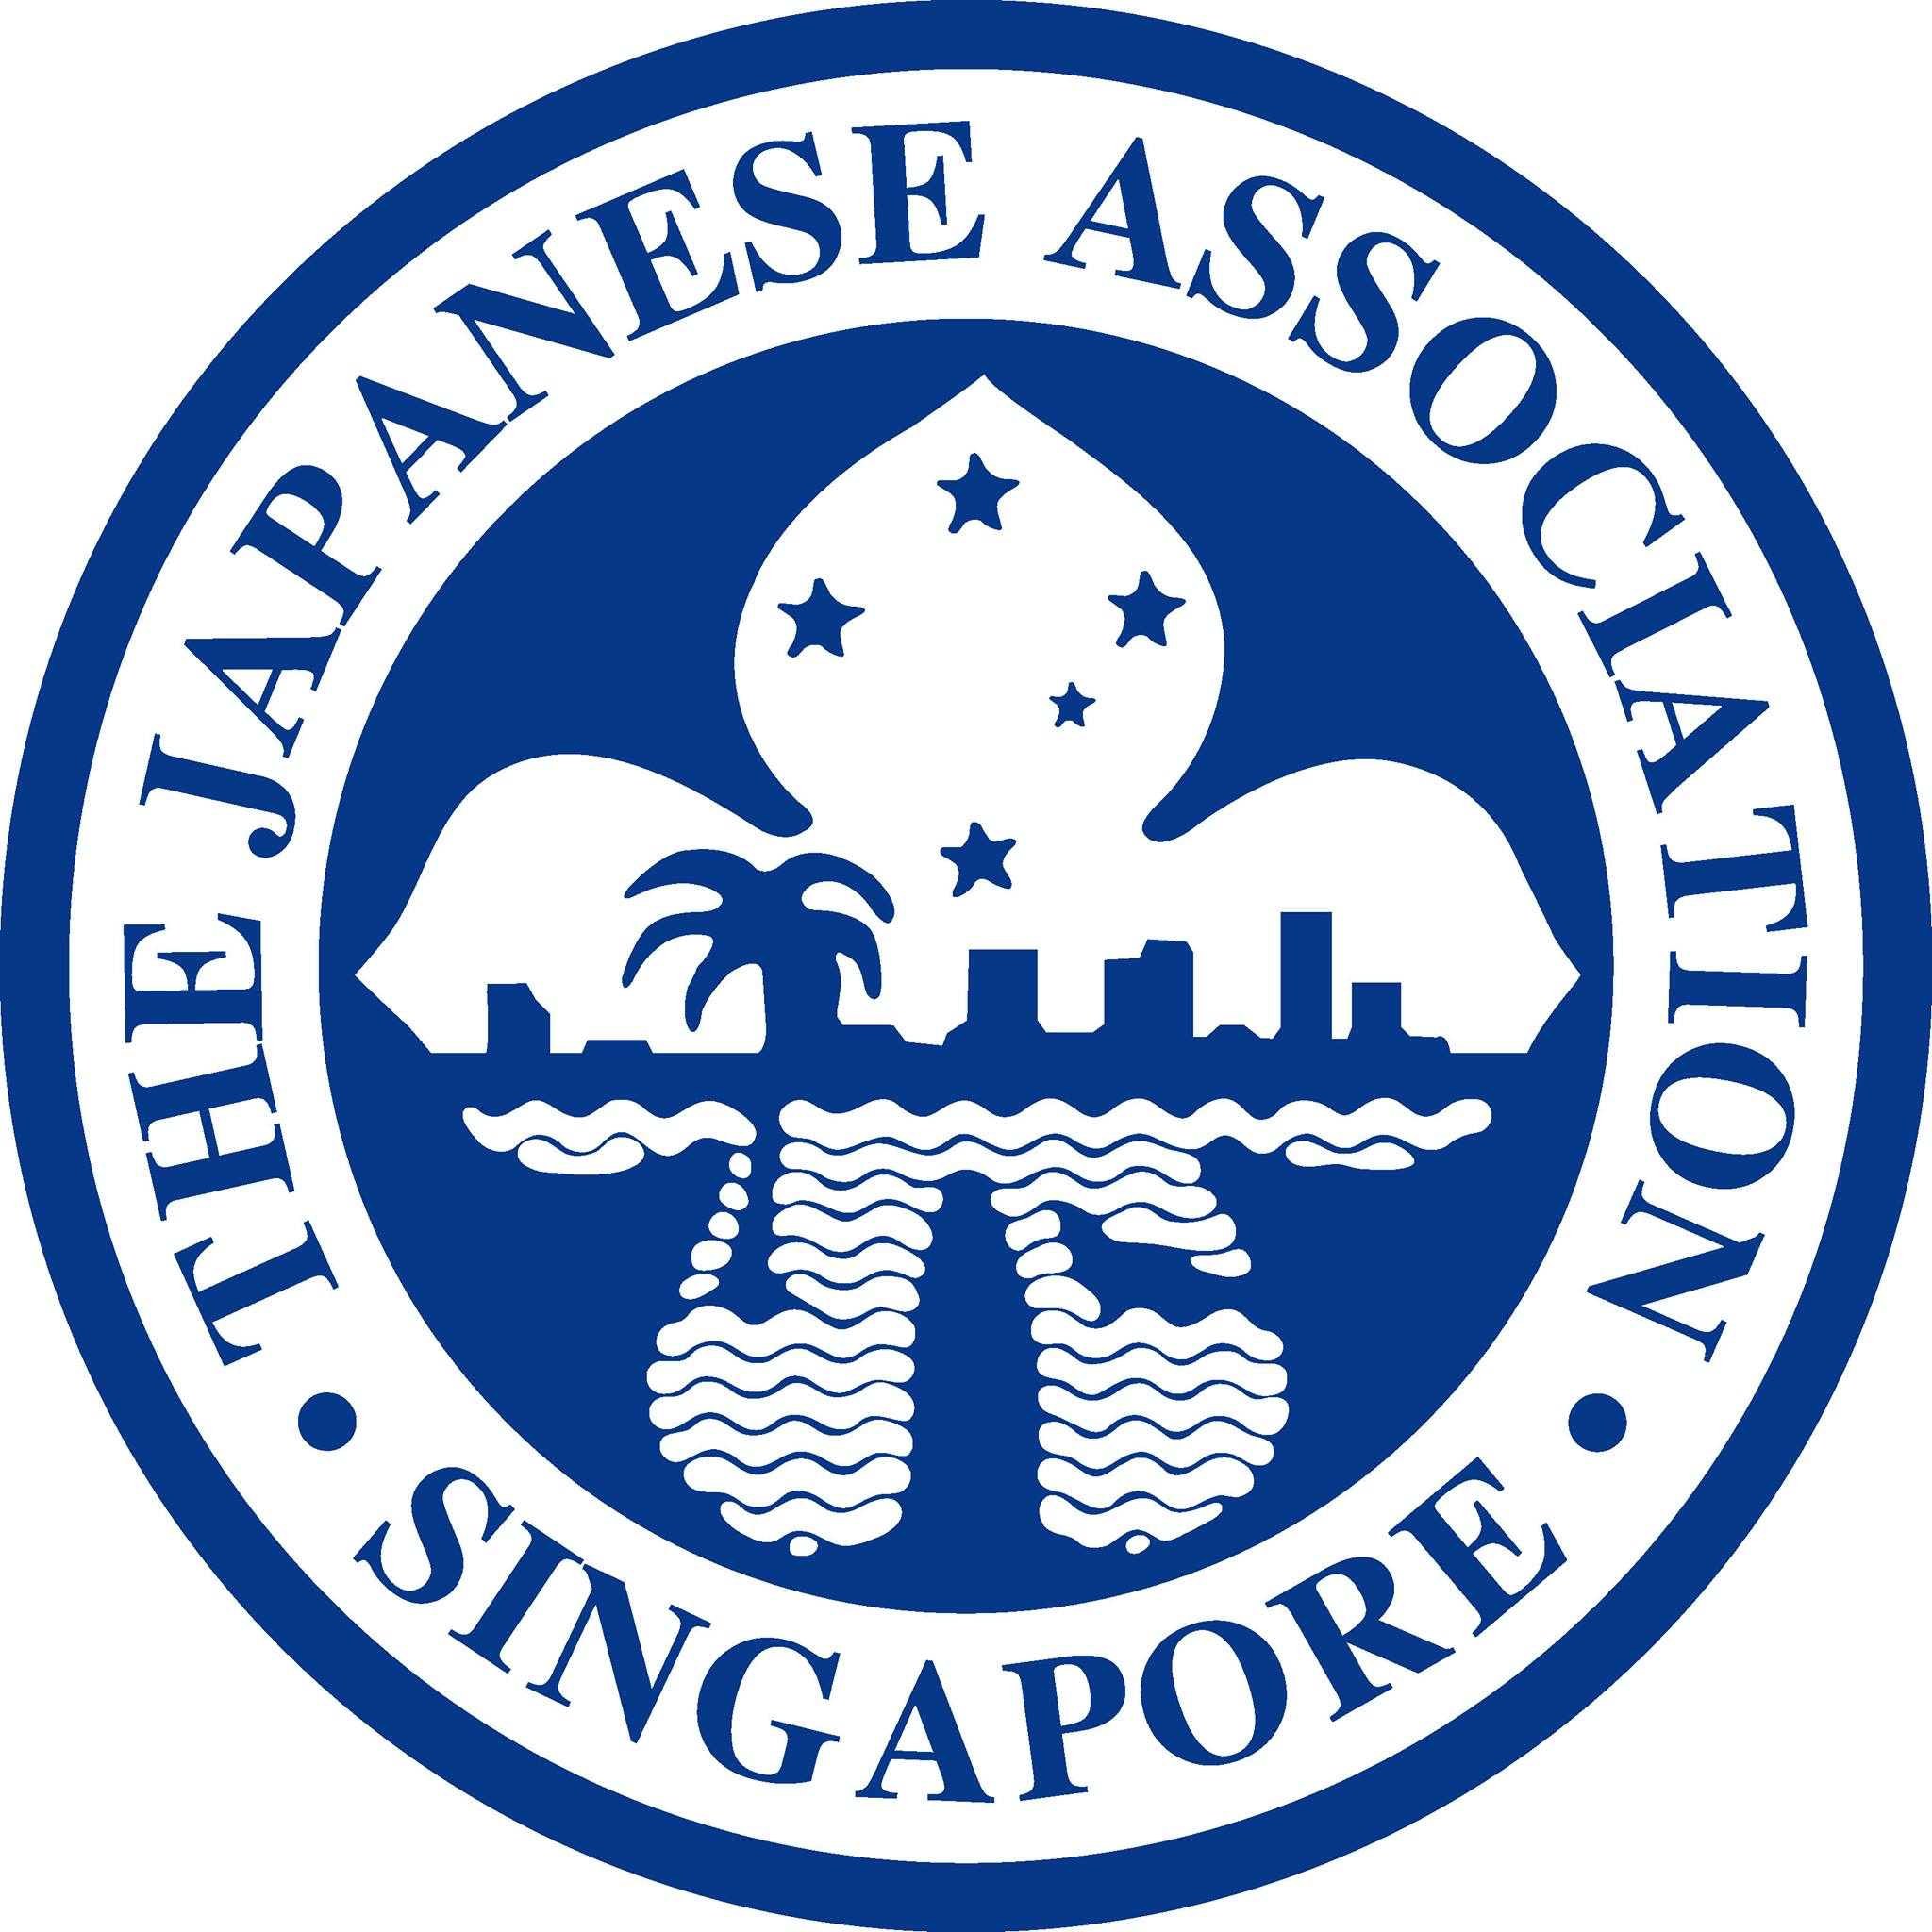 THE JAPANESE ASSOCIATION
• SINGAPORE •